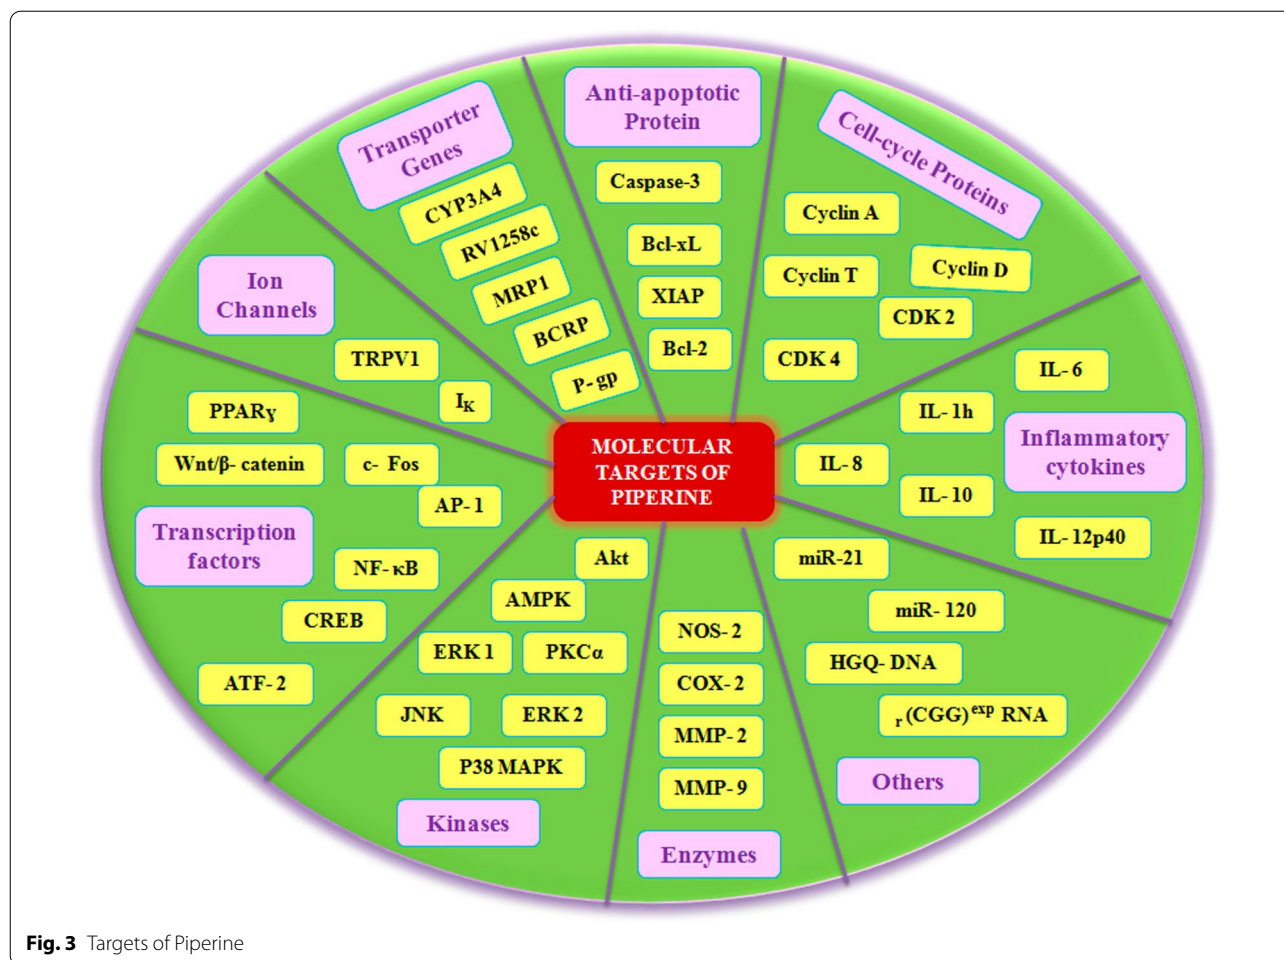 Anti-apoptotic
Protein
Caspase-3
Bcl-xL
XIAP
Bcl-2
Cell-cycle Proteins
Cyclin A
Cyclin T
Cyclin D
CDK 2
CDK 4
IL- 6
IL- 1h
Inflammatory
cytokines
IL- 8
IL- 10
IL- 12p40
miR-21
miR- 120
HGQ- DNA
r (CGG) exp RNA
Others
NOS- 2
COX- 2
MMP- 2
MMP- 9
Enzymes
Akt
AMPK
ERK 1
PKCα
JNK
ERK 2
P38 MAPK
Kinases
PPARɣ
Wnt/β- catenin
c- Fos
AP- 1
Transcription
factors
NF- κB
CREB
ATF- 2
Ion
Channels
TRPV1
IK
Transporter
Genes
CYP3A4
RV1258c
MRP1
BCRP
P- gp
MOLECULAR
TARGETS OF
PIPERINE
Fig. 3 Targets of Piperine